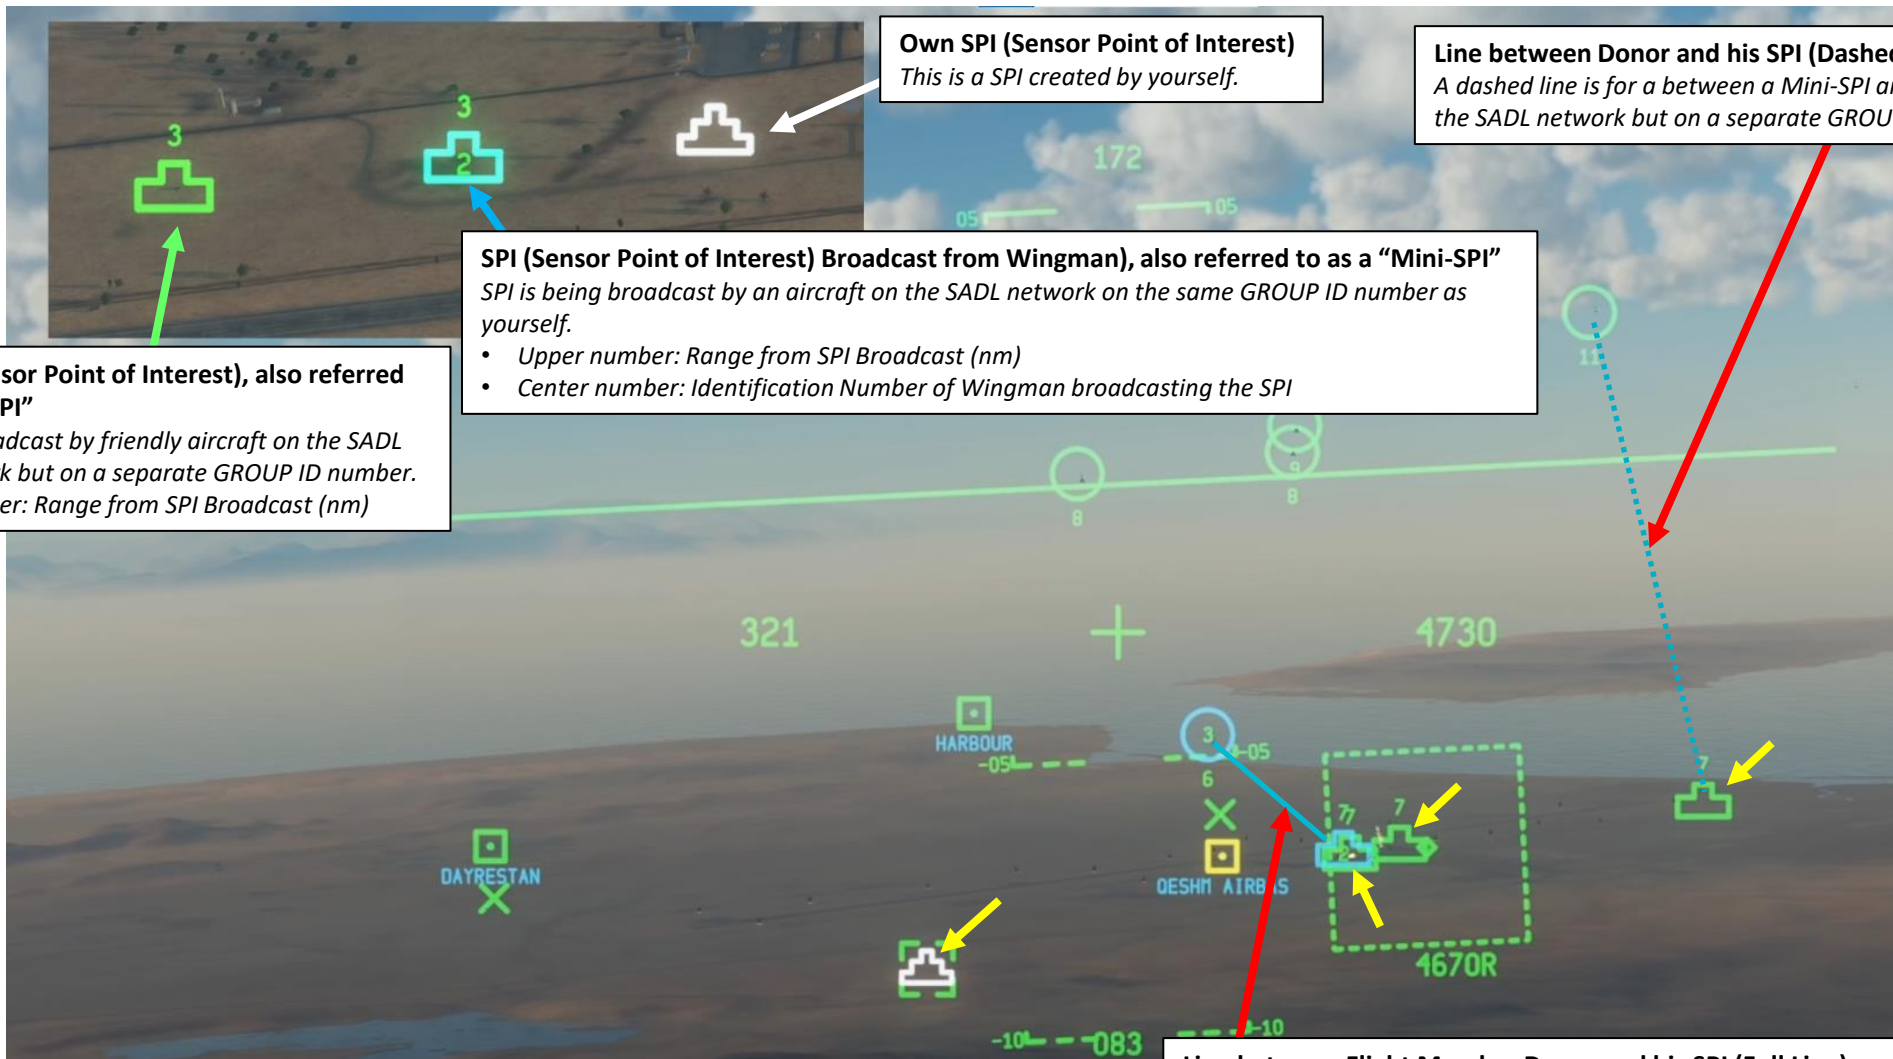 Own SPI (Sensor Point of Interest)
This is a SPI created by yourself.
Line between Donor and his SPI (Dashed
A dashed line is for a between a Mini-SPI
the SADL network but on a separate
3
3
2
172
05
05
SPI (Sensor Point of Interest) Broadcast from Wingman), also referred to as a “Mini-SPI”
SPI is being broadcast by an aircraft on the SADL network on the same GROUP ID number as
yourself.
• Upper number: Range from SPI Broadcast (nm)
• Center number: Identification Number of Wingman broadcasting the SPI
sor Point of Interest), also referred
PI”
adcast by friendly aircraft on the SADL
k but on a separate GROUP ID number.
er: Range from SPI Broadcast (nm)
11
9
8
8
321
4730
HARBOUR
3
-05
-05
6
7
7
7
7
2
DAYRESTAN
QESHM AIRBAS
4670R
-10
083
-10